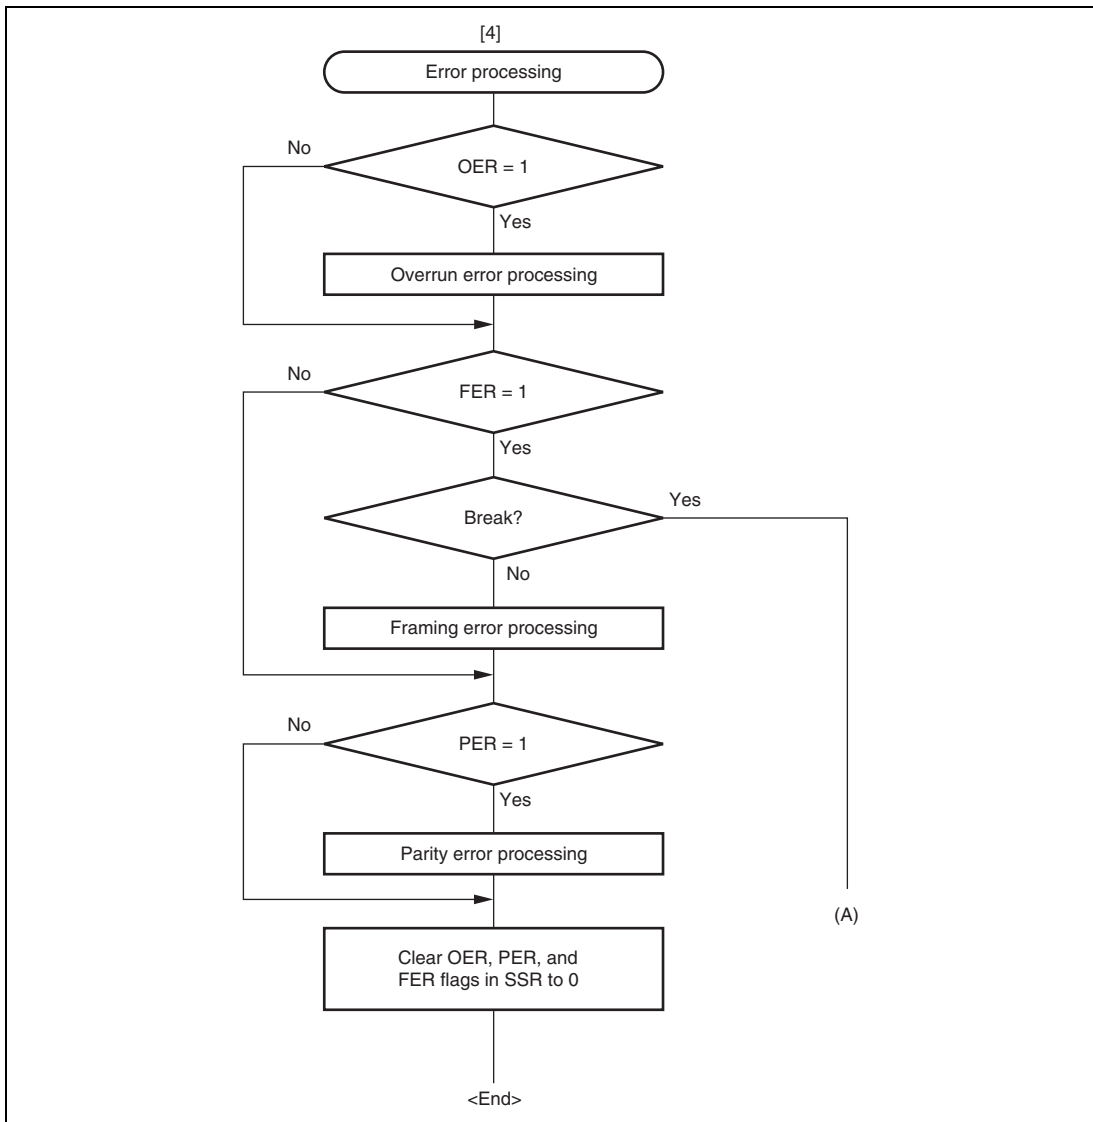 [4]
Error processing
No
OER = 1
Yes
Overrun error processing
No
FER = 1
Yes
Break?
Yes
No
Framing error processing
No
PER = 1
Yes
Parity error processing
(A)
Clear OER, PER, and
FER flags in SSR to 0
<End>